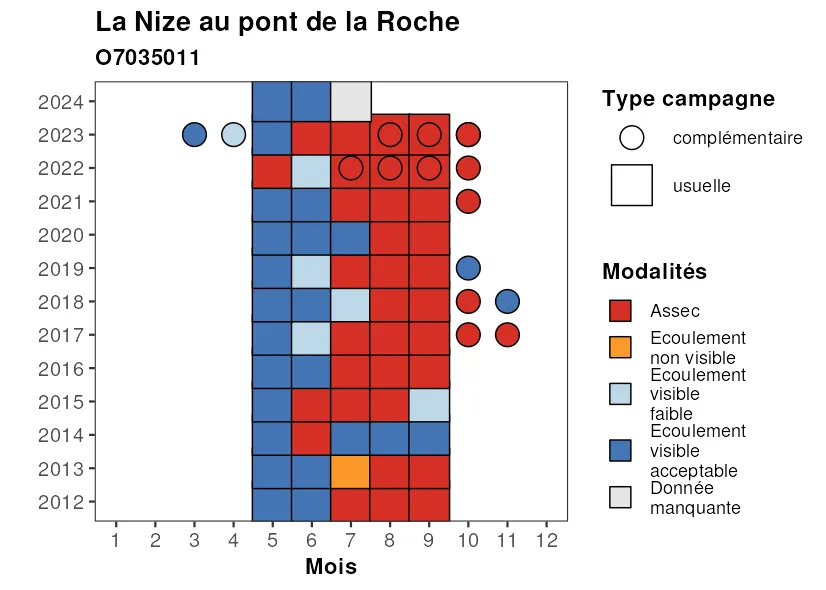 La Nize au pont de la Roche
O7035011
2024
2023
2022
2021
2020
2019
2018
2017
2016
2015
2014
2013
2012
1 2 3 4 5 6 7 8 9 10 11 12
Mois
Type campagne
complémentaire
usuelle
Modalités
Assec
Ecoulement
non visible
Ecoulement
visible
faible
Ecoulement
visible
acceptable
Donnée
manquante